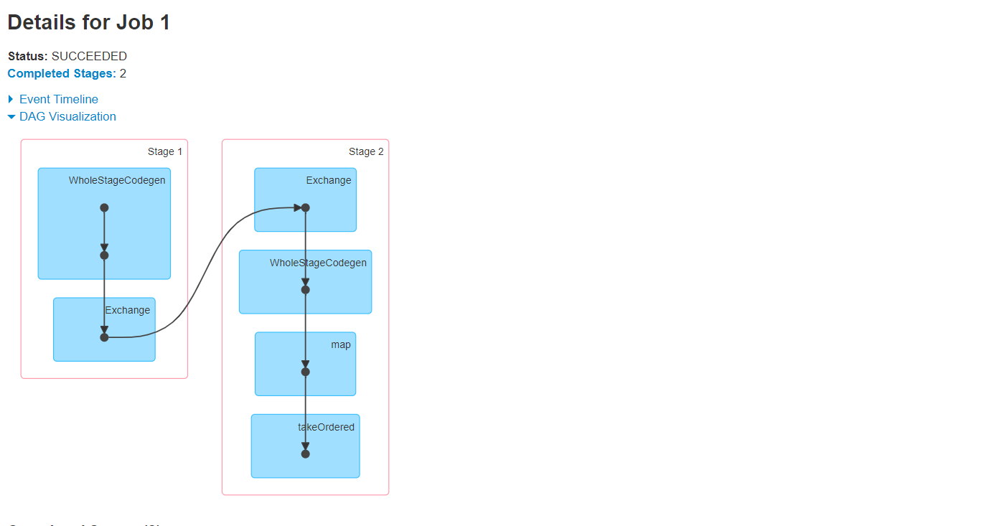 Details for Job 1
Status: SUCCEEDED
Completed Stages: 2
Event Timeline
DAG Visualization
Stage 1
WholeStageCodegen
Exchange
Stage 2
Exchange
WholeStageCodegen
map
takeOrdered